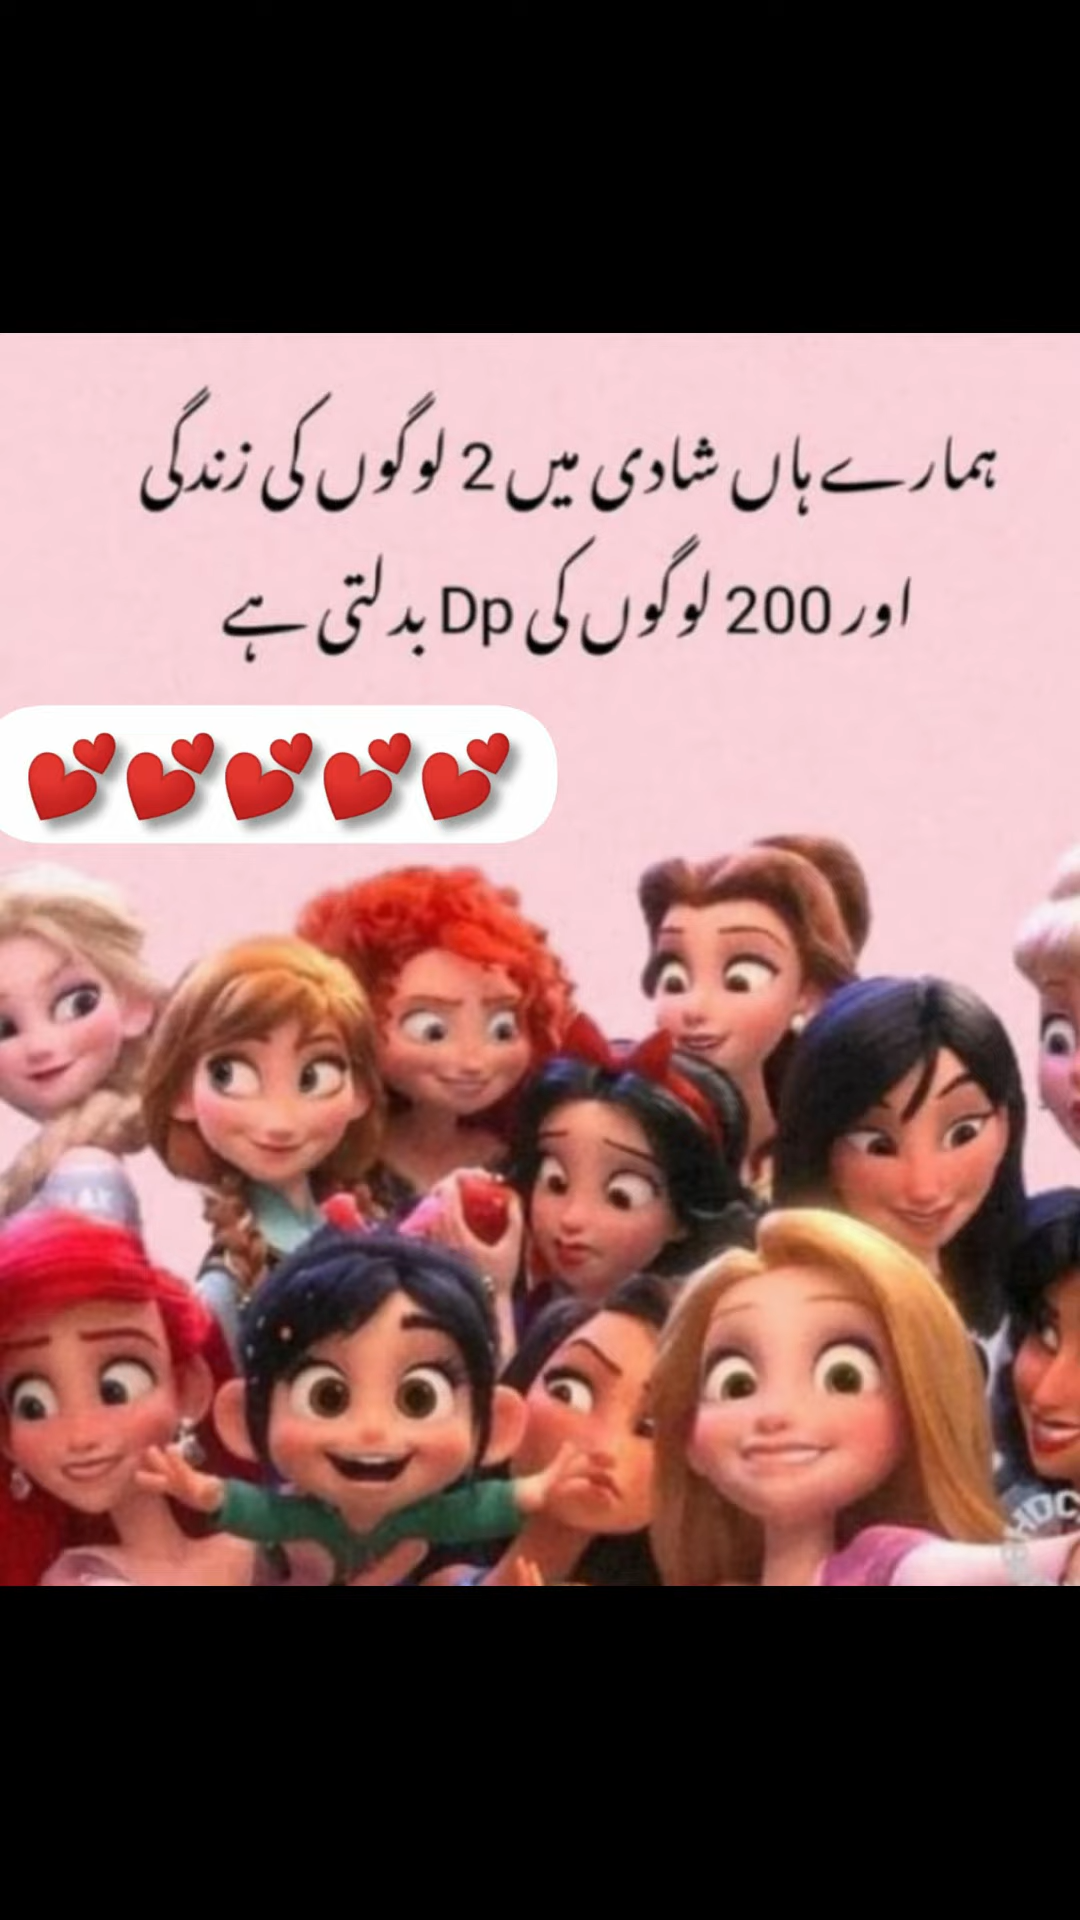 ہمارے ہاں شادی میں 2 لوگوں کی زندگی
اور 200 لوگوں کی Dp بدلتی ہے